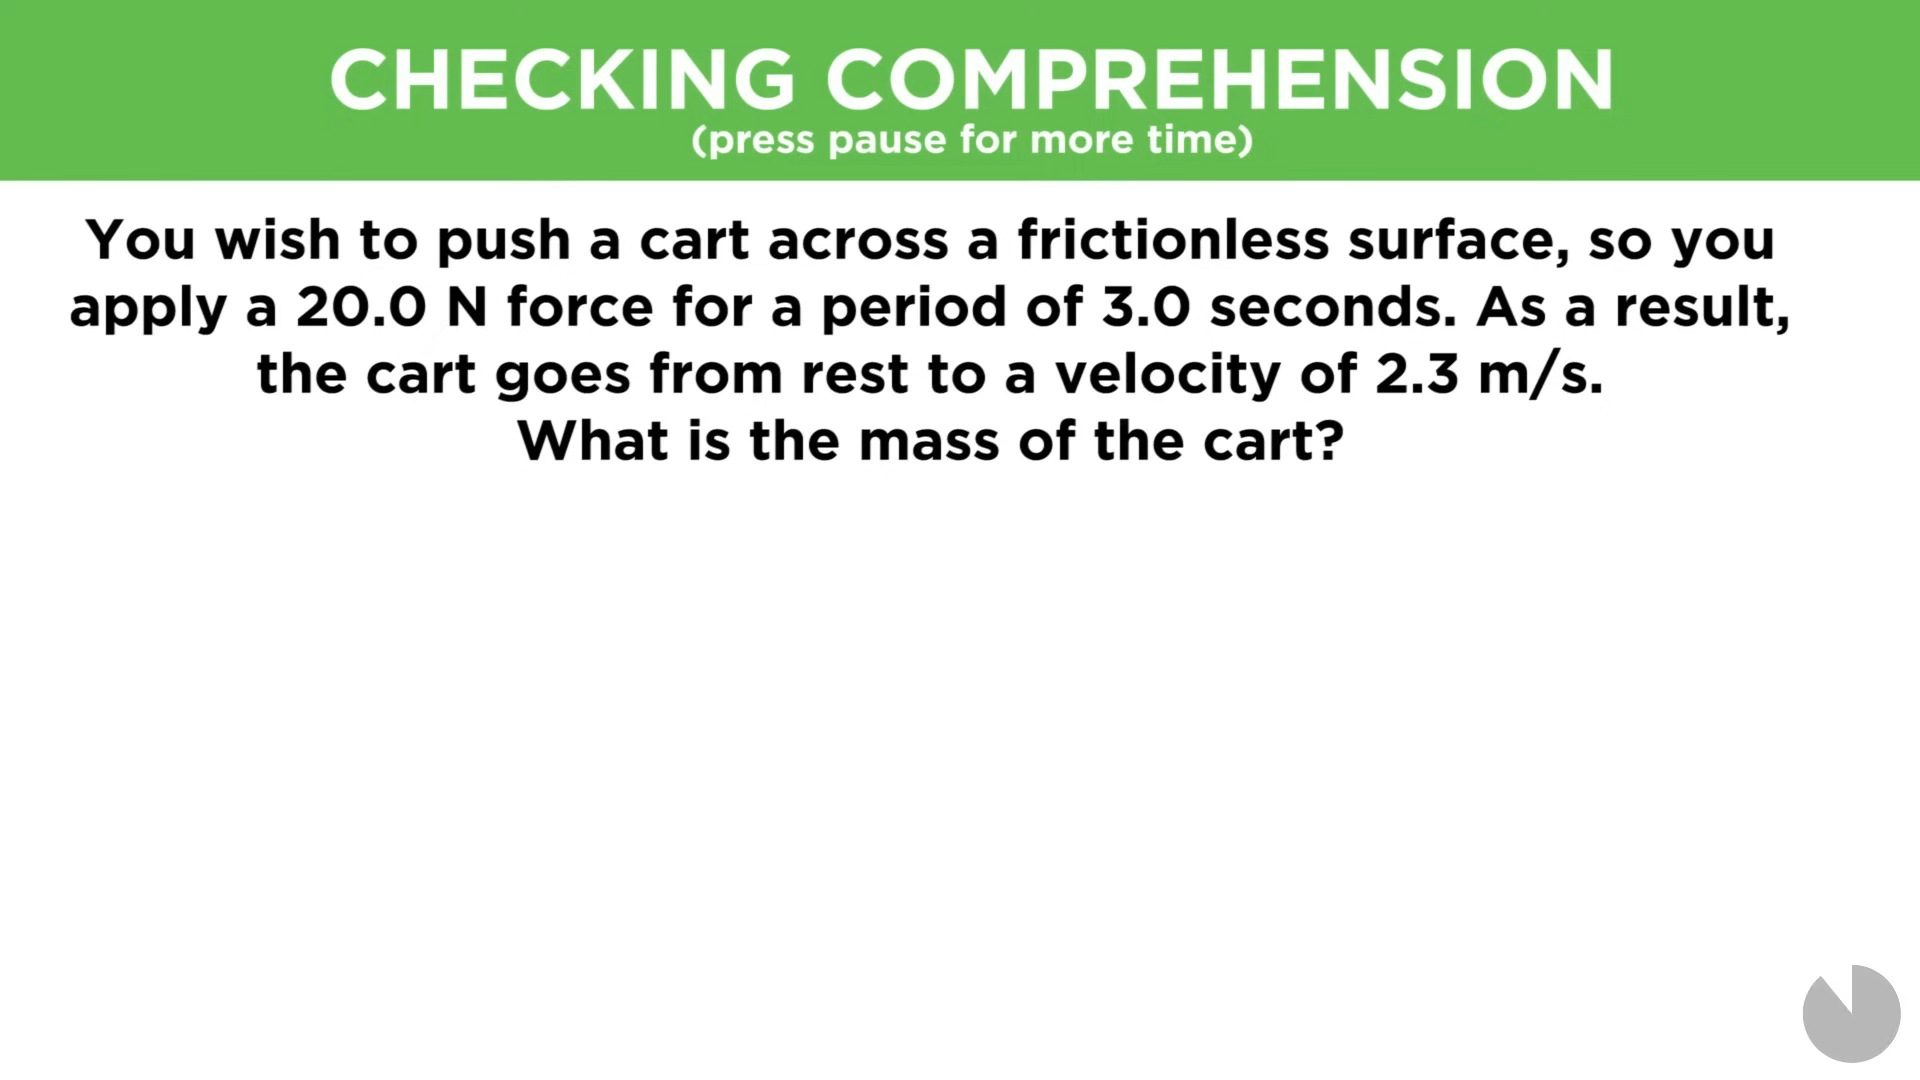 CHECKING COMPREHENSION
(press pause for more time)
You wish to push a cart across a frictionless surface, so you
apply a 20.0 N force for a period of 3.0 seconds. As a result,
the cart goes from rest to a velocity of 2.3 m/s.
What is the mass of the cart?